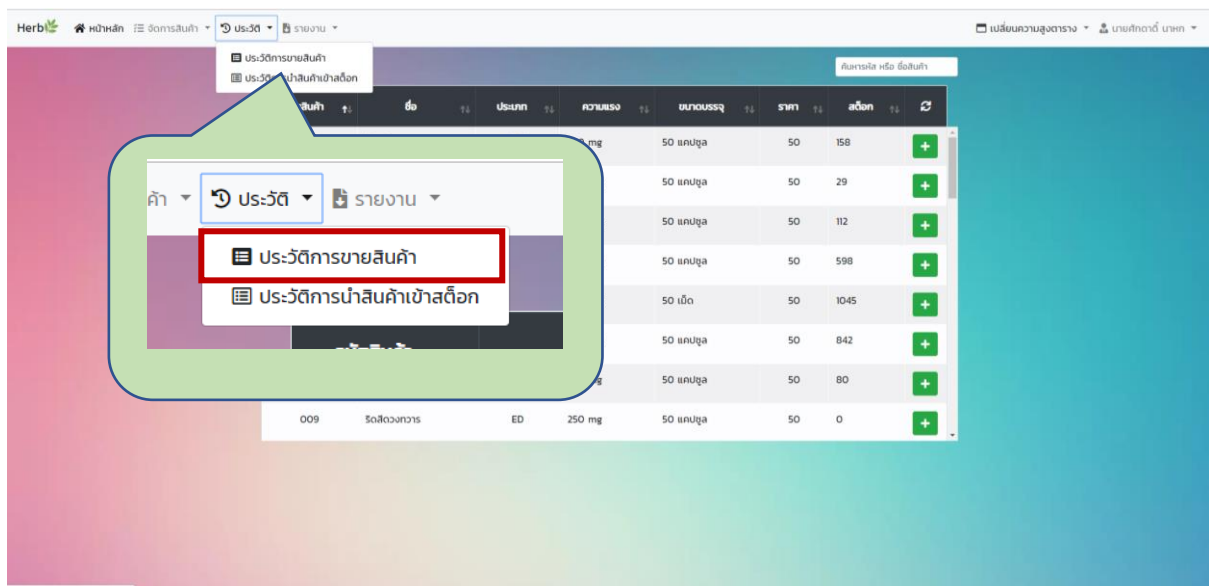 Herb หน้าหลัก จัดการสินค้า ประวัติ รายงาน เปลี่ยนความสูงตาราง นายศักดาดิ์ นาหก
ประวัติการขายสินค้า
ค้นหารหัส หรือ ชื่อสินค้า
สินค้า ชื่อ ประเภท ความแรง ขนาดบรรจุ ราคา สต็อก
mg 50 แคปซูล 50 158
50 แคปซูล 50 29
50 แคปซูล 50 112
50 แคปซูล 50 598
50 เม็ด 50 1045
50 แคปซูล 50 842
50 แคปซูล 50 80
009 ริดสีดวงทวาร ED 250 mg 50 แคปซูล 50 0
ค้า ประวัติ รายงาน
ประวัติการขายสินค้า
ประวัติการนำสินค้าเข้าสต็อก